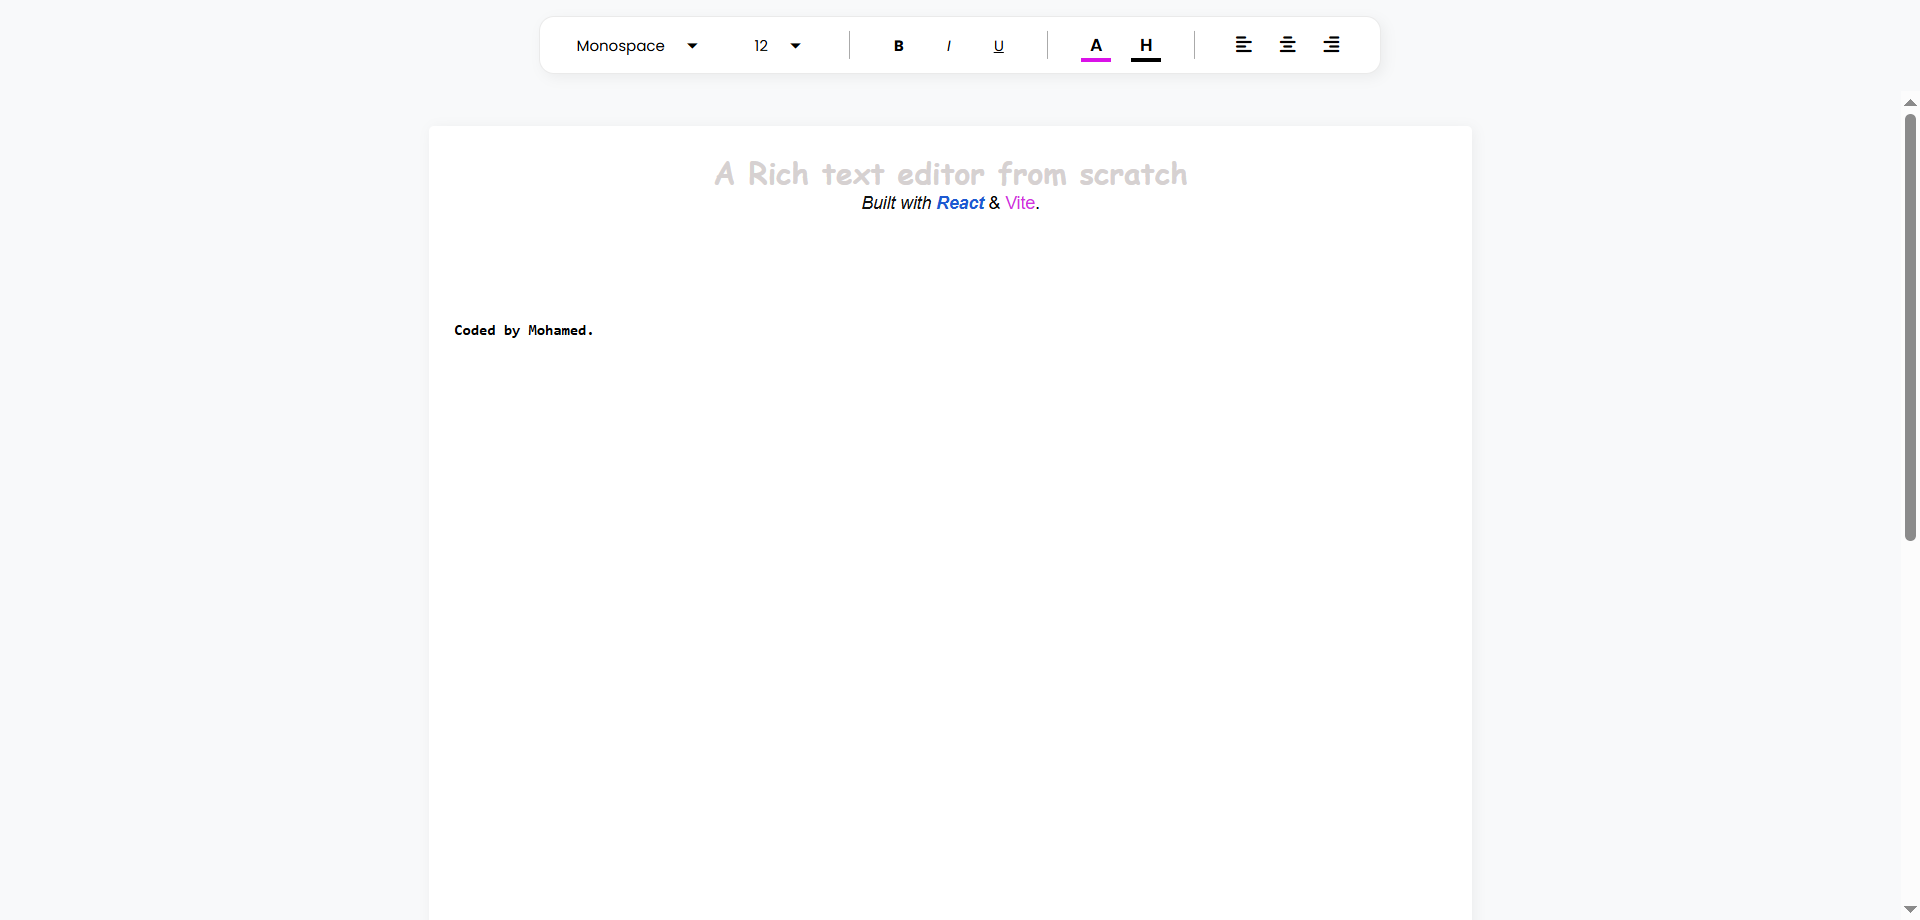 Monospace 12 B I U A H
A Rich text editor from scratch
Built with React & Vite.
Coded by Mohamed.